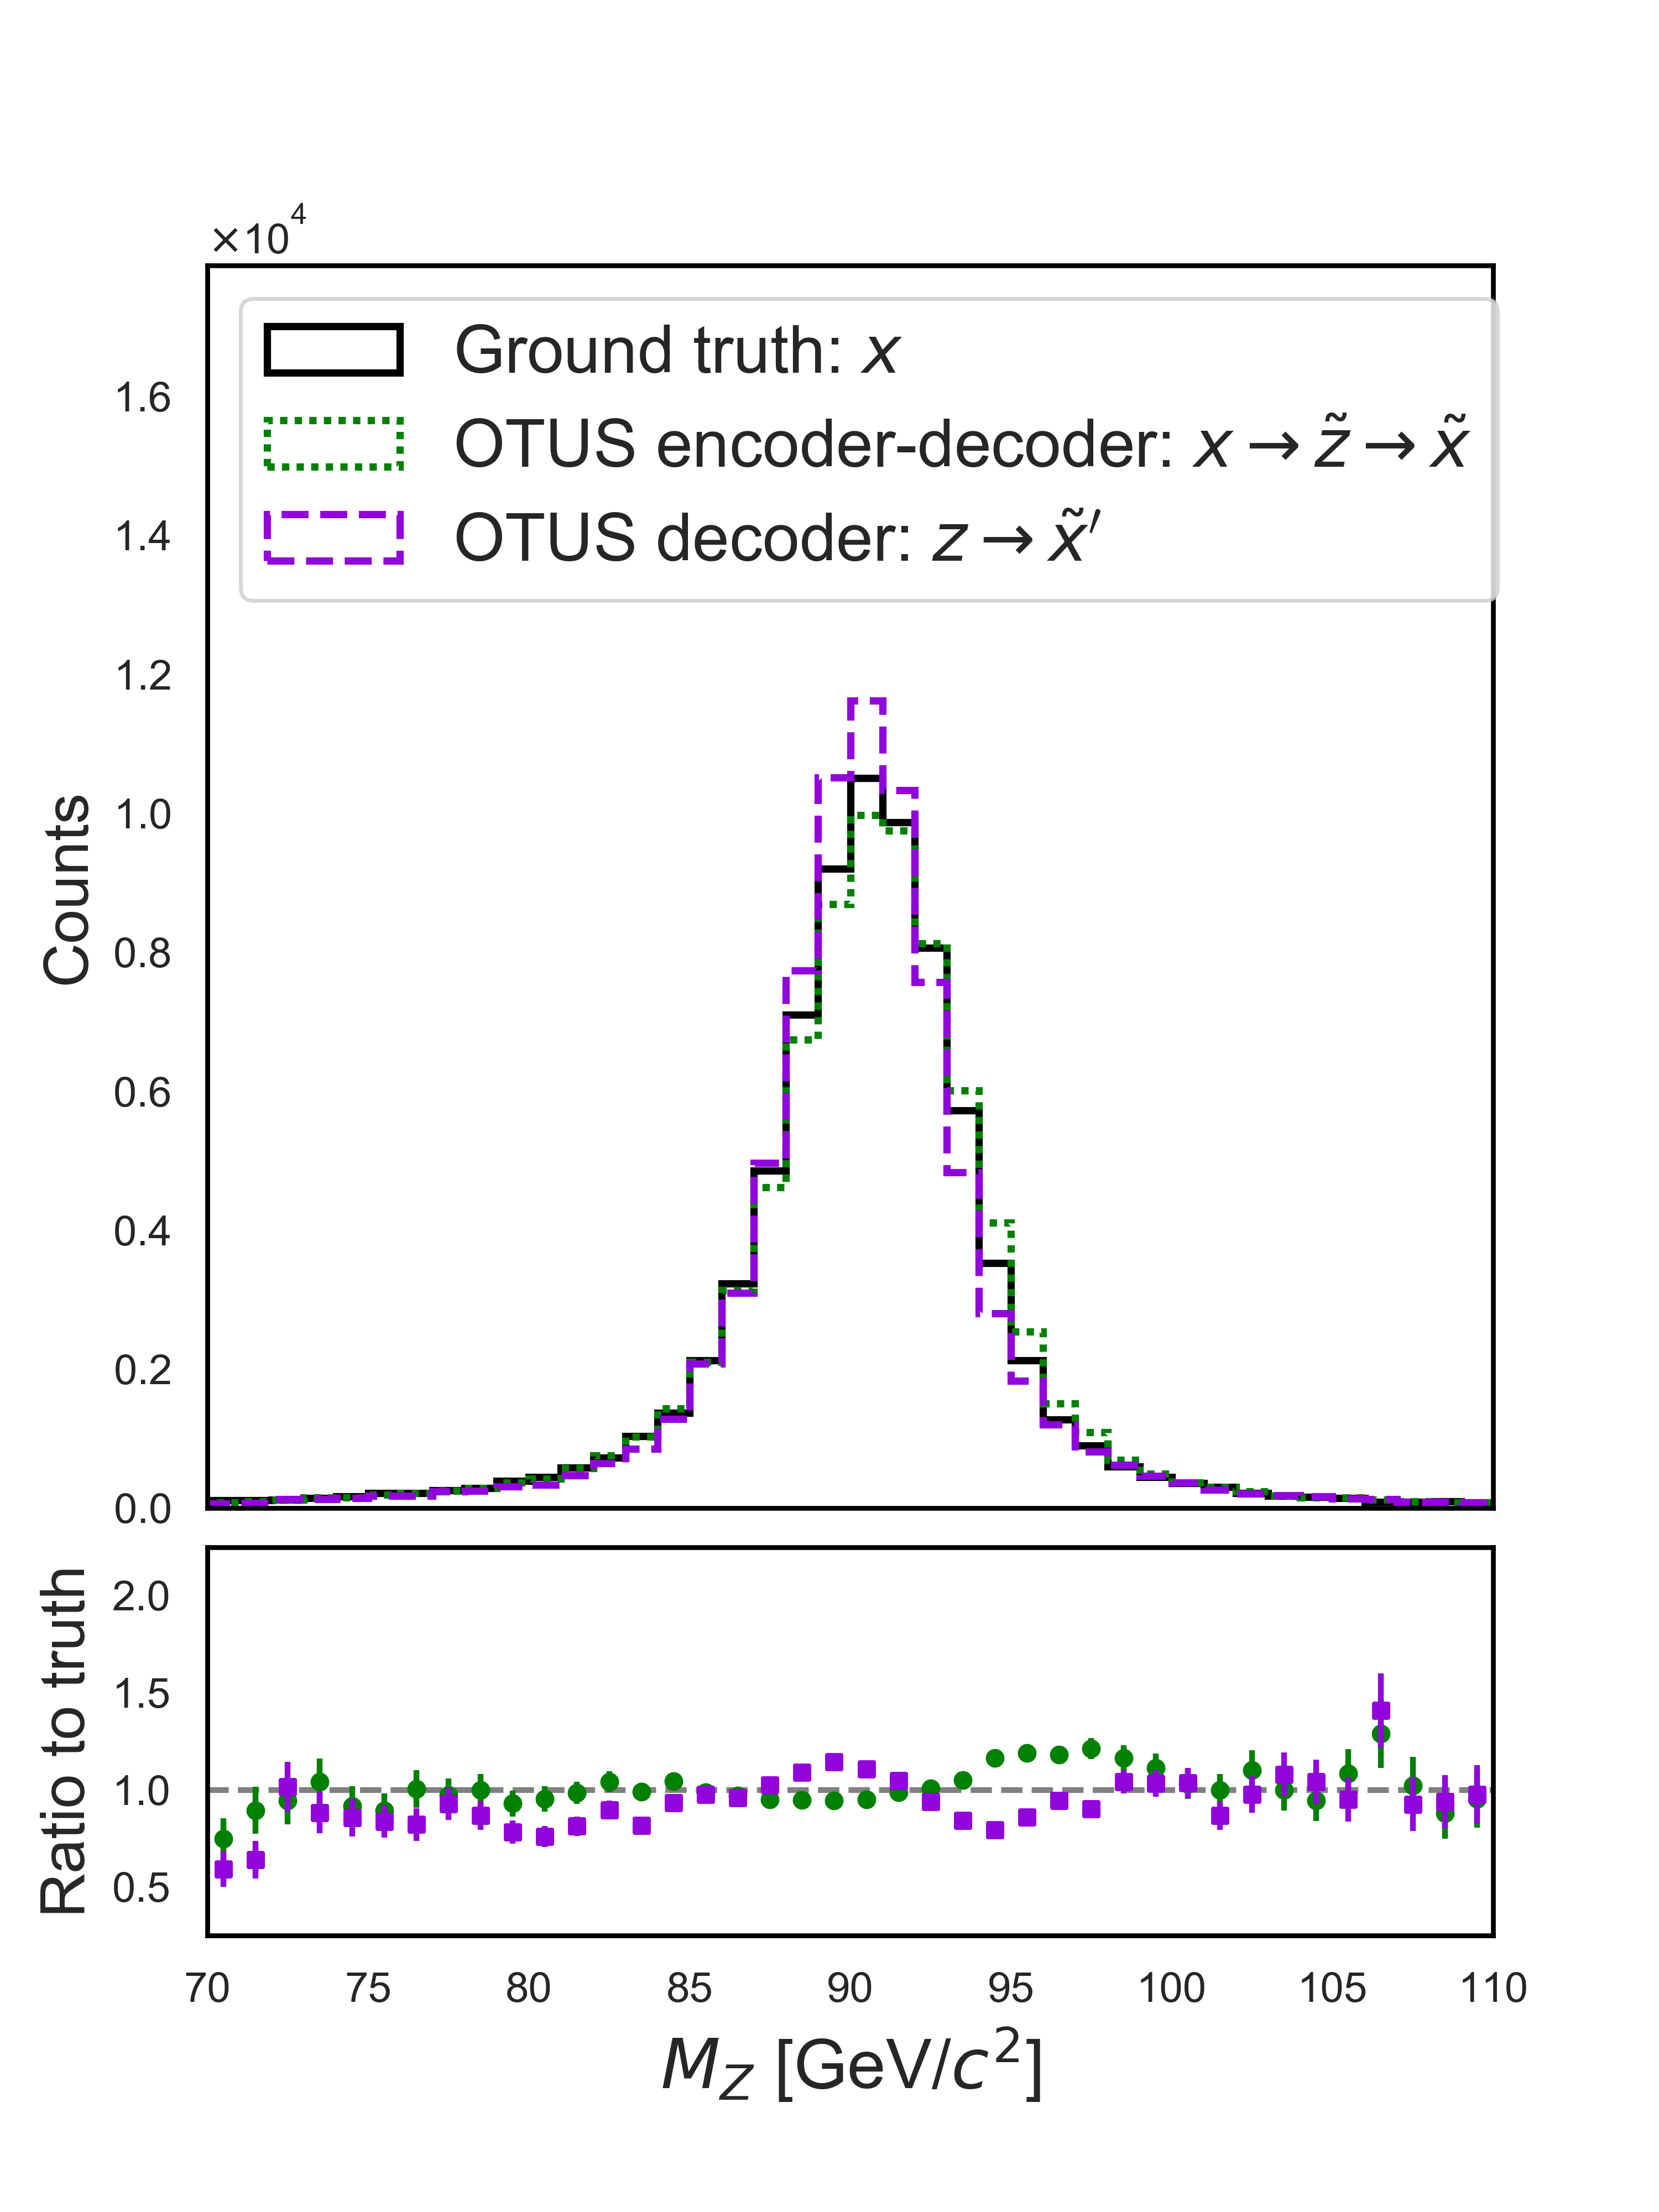 ×10⁴
Ground truth: x
OTUS encoder-decoder: x → z̃ → x̃
OTUS decoder: z → x̃′
1.6
1.4
1.2
1.0
0.8
0.6
0.4
0.2
0.0
Counts
2.0
1.5
1.0
0.5
Ratio to truth
70 75 80 85 90 95 100 105 110
M_Z [GeV/c²]